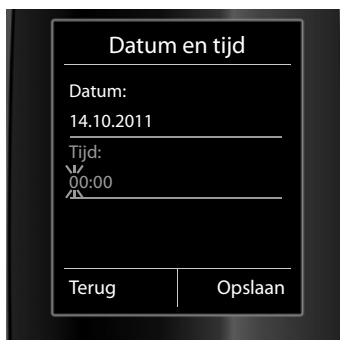 Datum en tijd
Datum:
14.10.2011
Tijd:
00:00
Terug
Opslaan